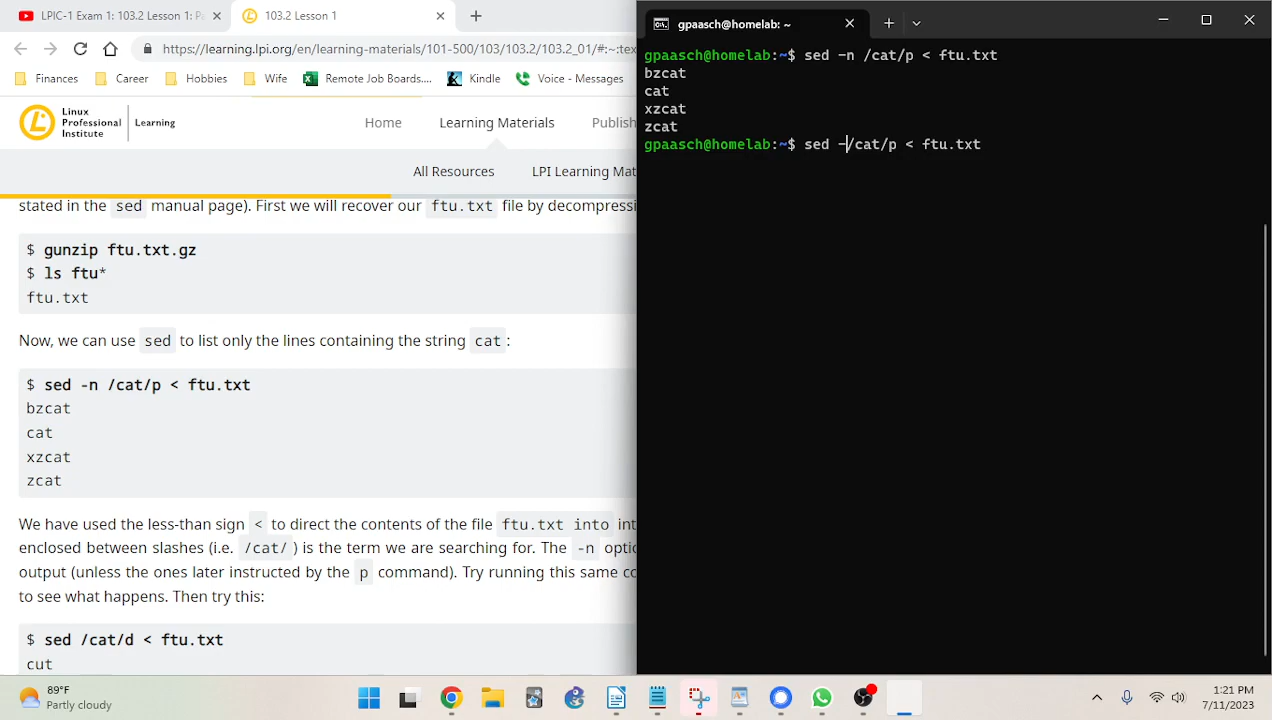 LPIC-1 Exam 1: 103.2 Lesson 1: Pa
103.2 Lesson 1
https://learning.lpi.org/en/learning-materials/101-500/103/103.2/103.2_01/#:~:tex
Finances
Career
Hobbies
Wife
Remote Job Boards....
Kindle
Voice - Messages
Linux
Professional
Institute
Learning
Home
Learning Materials
Publish
All Resources
LPI Learning Mat
stated in the sed manual page). First we will recover our ftu.txt file by decompressi
$ gunzip ftu.txt.gz
$ ls ftu*
ftu.txt
Now, we can use sed to list only the lines containing the string cat :
$ sed -n /cat/p < ftu.txt
bzcat
cat
xzcat
zcat
We have used the less-than sign < to direct the contents of the file ftu.txt into int
enclosed between slashes (i.e. /cat/ ) is the term we are searching for. The -n optio
output (unless the ones later instructed by the p command). Try running this same co
to see what happens. Then try this:
$ sed /cat/d < ftu.txt
cut
gpaasch@homelab: ~
gpaasch@homelab:~$ sed -n /cat/p < ftu.txt
bzcat
cat
xzcat
zcat
gpaasch@homelab:~$ sed -/cat/p < ftu.txt
89°F
Partly cloudy
1:21 PM
7/11/2023